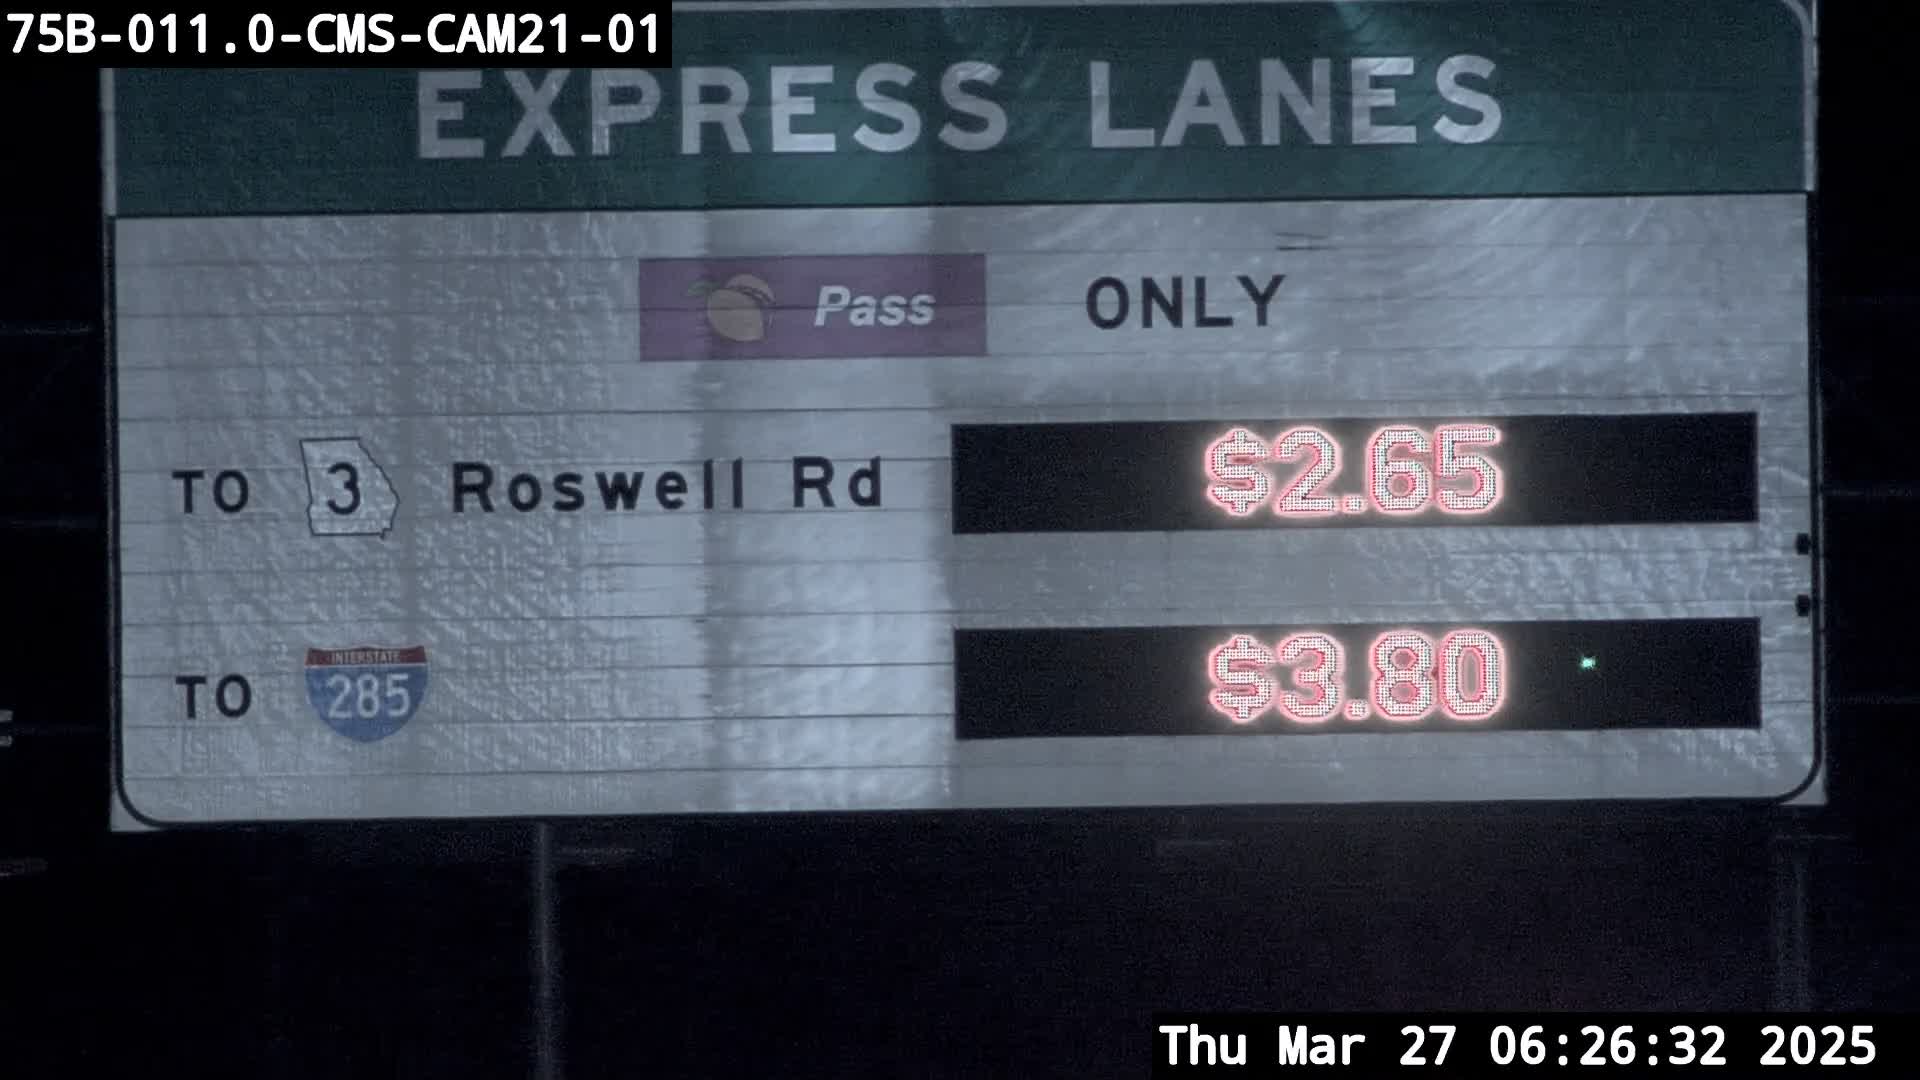 75B-011.0-CMS-CAM21-01
EXPRESS LANES
Pass ONLY
TO 3 Roswell Rd $2.65
INTERSTATE
TO 285 $3.80
Thu Mar 27 06:26:32 2025